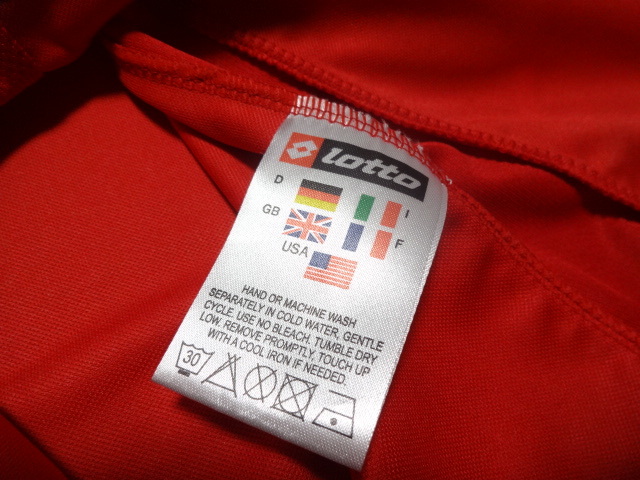 lotto
D
I
GB
F
USA
HAND OR MACHINE WASH
SEPARATELY IN COLD WATER, GENTLE
CYCLE. USE NO BLEACH. TUMBLE DRY
LOW. REMOVE PROMPTLY. TOUCH UP
WITH A COOL IRON IF NEEDED.
30